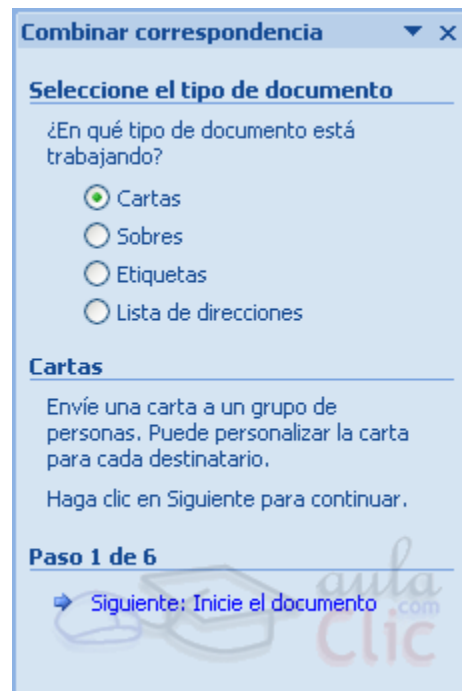 Combinar correspondencia
Seleccione el tipo de documento
¿En qué tipo de documento está
trabajando?
Cartas
Sobres
Etiquetas
Lista de direcciones
Cartas
Envíe una carta a un grupo de
personas. Puede personalizar la carta
para cada destinatario.
Haga clic en Siguiente para continuar.
Paso 1 de 6
Siguiente: Inicie el documento
aula
.com
Clic